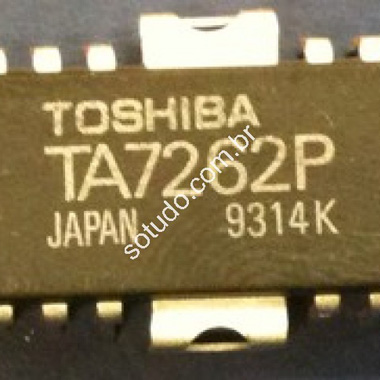 TOSHIBA
TA7262P
JAPAN 9314K
sotudo.com.br